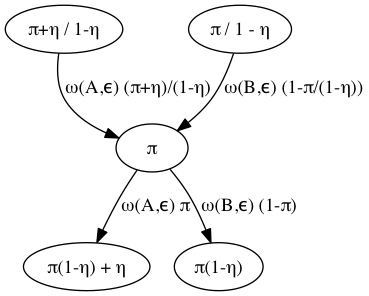 π+η / 1-η
π / 1 - η
ω(A,ϵ) (π+η)/(1-η)
ω(B,ϵ) (1-π/(1-η))
π
ω(A,ϵ) π
ω(B,ϵ) (1-π)
π(1-η) + η
π(1-η)